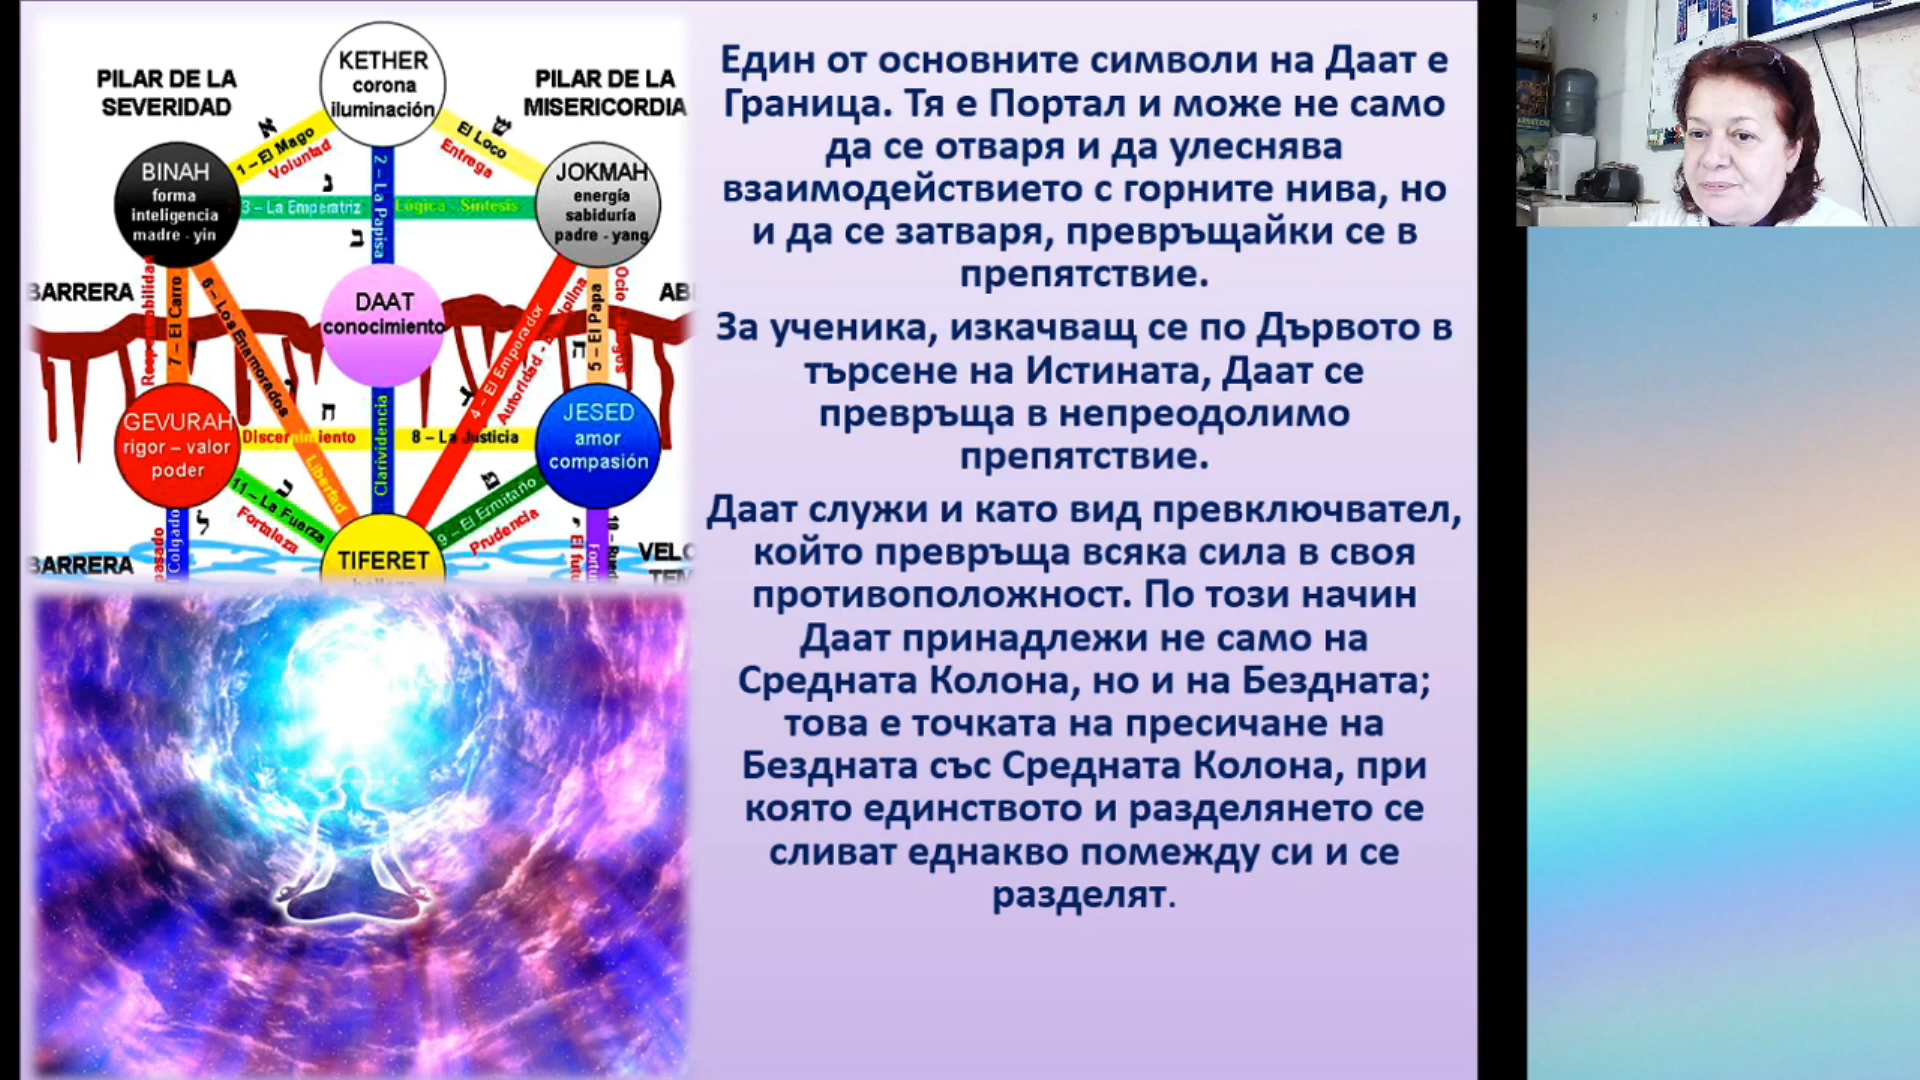 KETHER
corona
iluminación
PILAR DE LA
SEVERIDAD
PILAR DE LA
MISERICORDIA
א
ש
1 – El Mago
Voluntad
El Loco
Entrega
BINAH
forma
inteligencia
madre - yin
JOKMAH
energía
sabiduría
padre - yang
2 – La Papisa
3 – La Emperatriz
Lógica - Síntesis
ב
BARRERA
DAAT
conocimiento
7 – El Carro
6 – Los Enamorados
Libertad
4 – El Emperador
Autoridad
5 – El Papa
ה
ח
GEVURAH
rigor – valor
poder
JESED
amor
compasión
Discernimiento
8 – La Justicia
Clarividencia
11 – La Fuerza
Fortaleza
9 – El Ermitaño
Prudencia
ל
Colgado
BARRERA
TIFERET
Един от основните символи на Даат е
Граница. Тя е Портал и може не само
да се отваря и да улеснява
взаимодействието с горните нива, но
и да се затваря, превръщайки се в
препятствие.
За ученика, изкачващ се по Дървото в
търсене на Истината, Даат се
превръща в непреодолимо
препятствие.
Даат служи и като вид превключвател,
който превръща всяка сила в своя
противоположност. По този начин
Даат принадлежи не само на
Средната Колона, но и на Бездната;
това е точката на пресичане на
Бездната със Средната Колона, при
която единството и разделянето се
сливат еднакво помежду си и се
разделят.